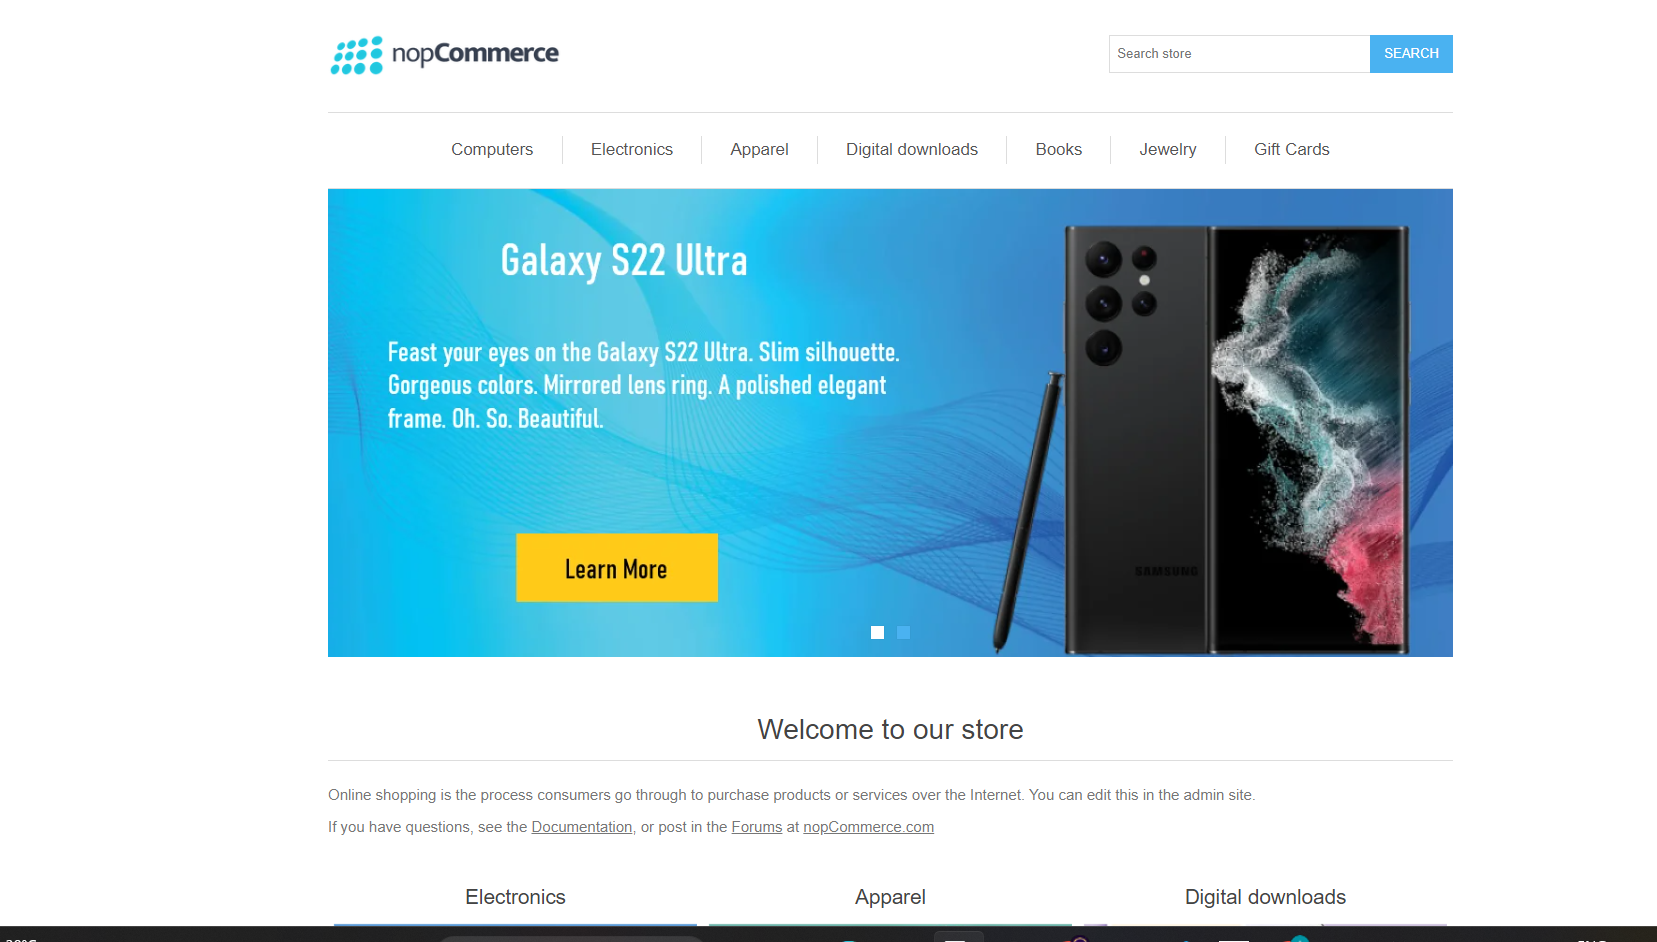 nopCommerce
Search store
SEARCH
Computers
Electronics
Apparel
Digital downloads
Books
Jewelry
Gift Cards
Galaxy S22 Ultra
Feast your eyes on the Galaxy S22 Ultra. Slim silhouette.
Gorgeous colors. Mirrored lens ring. A polished elegant
frame. Oh. So. Beautiful.
Learn More
SAMSUNG
Welcome to our store
Online shopping is the process consumers go through to purchase products or services over the Internet. You can edit this in the admin site.
If you have questions, see the Documentation, or post in the Forums at nopCommerce.com
Electronics
Apparel
Digital downloads